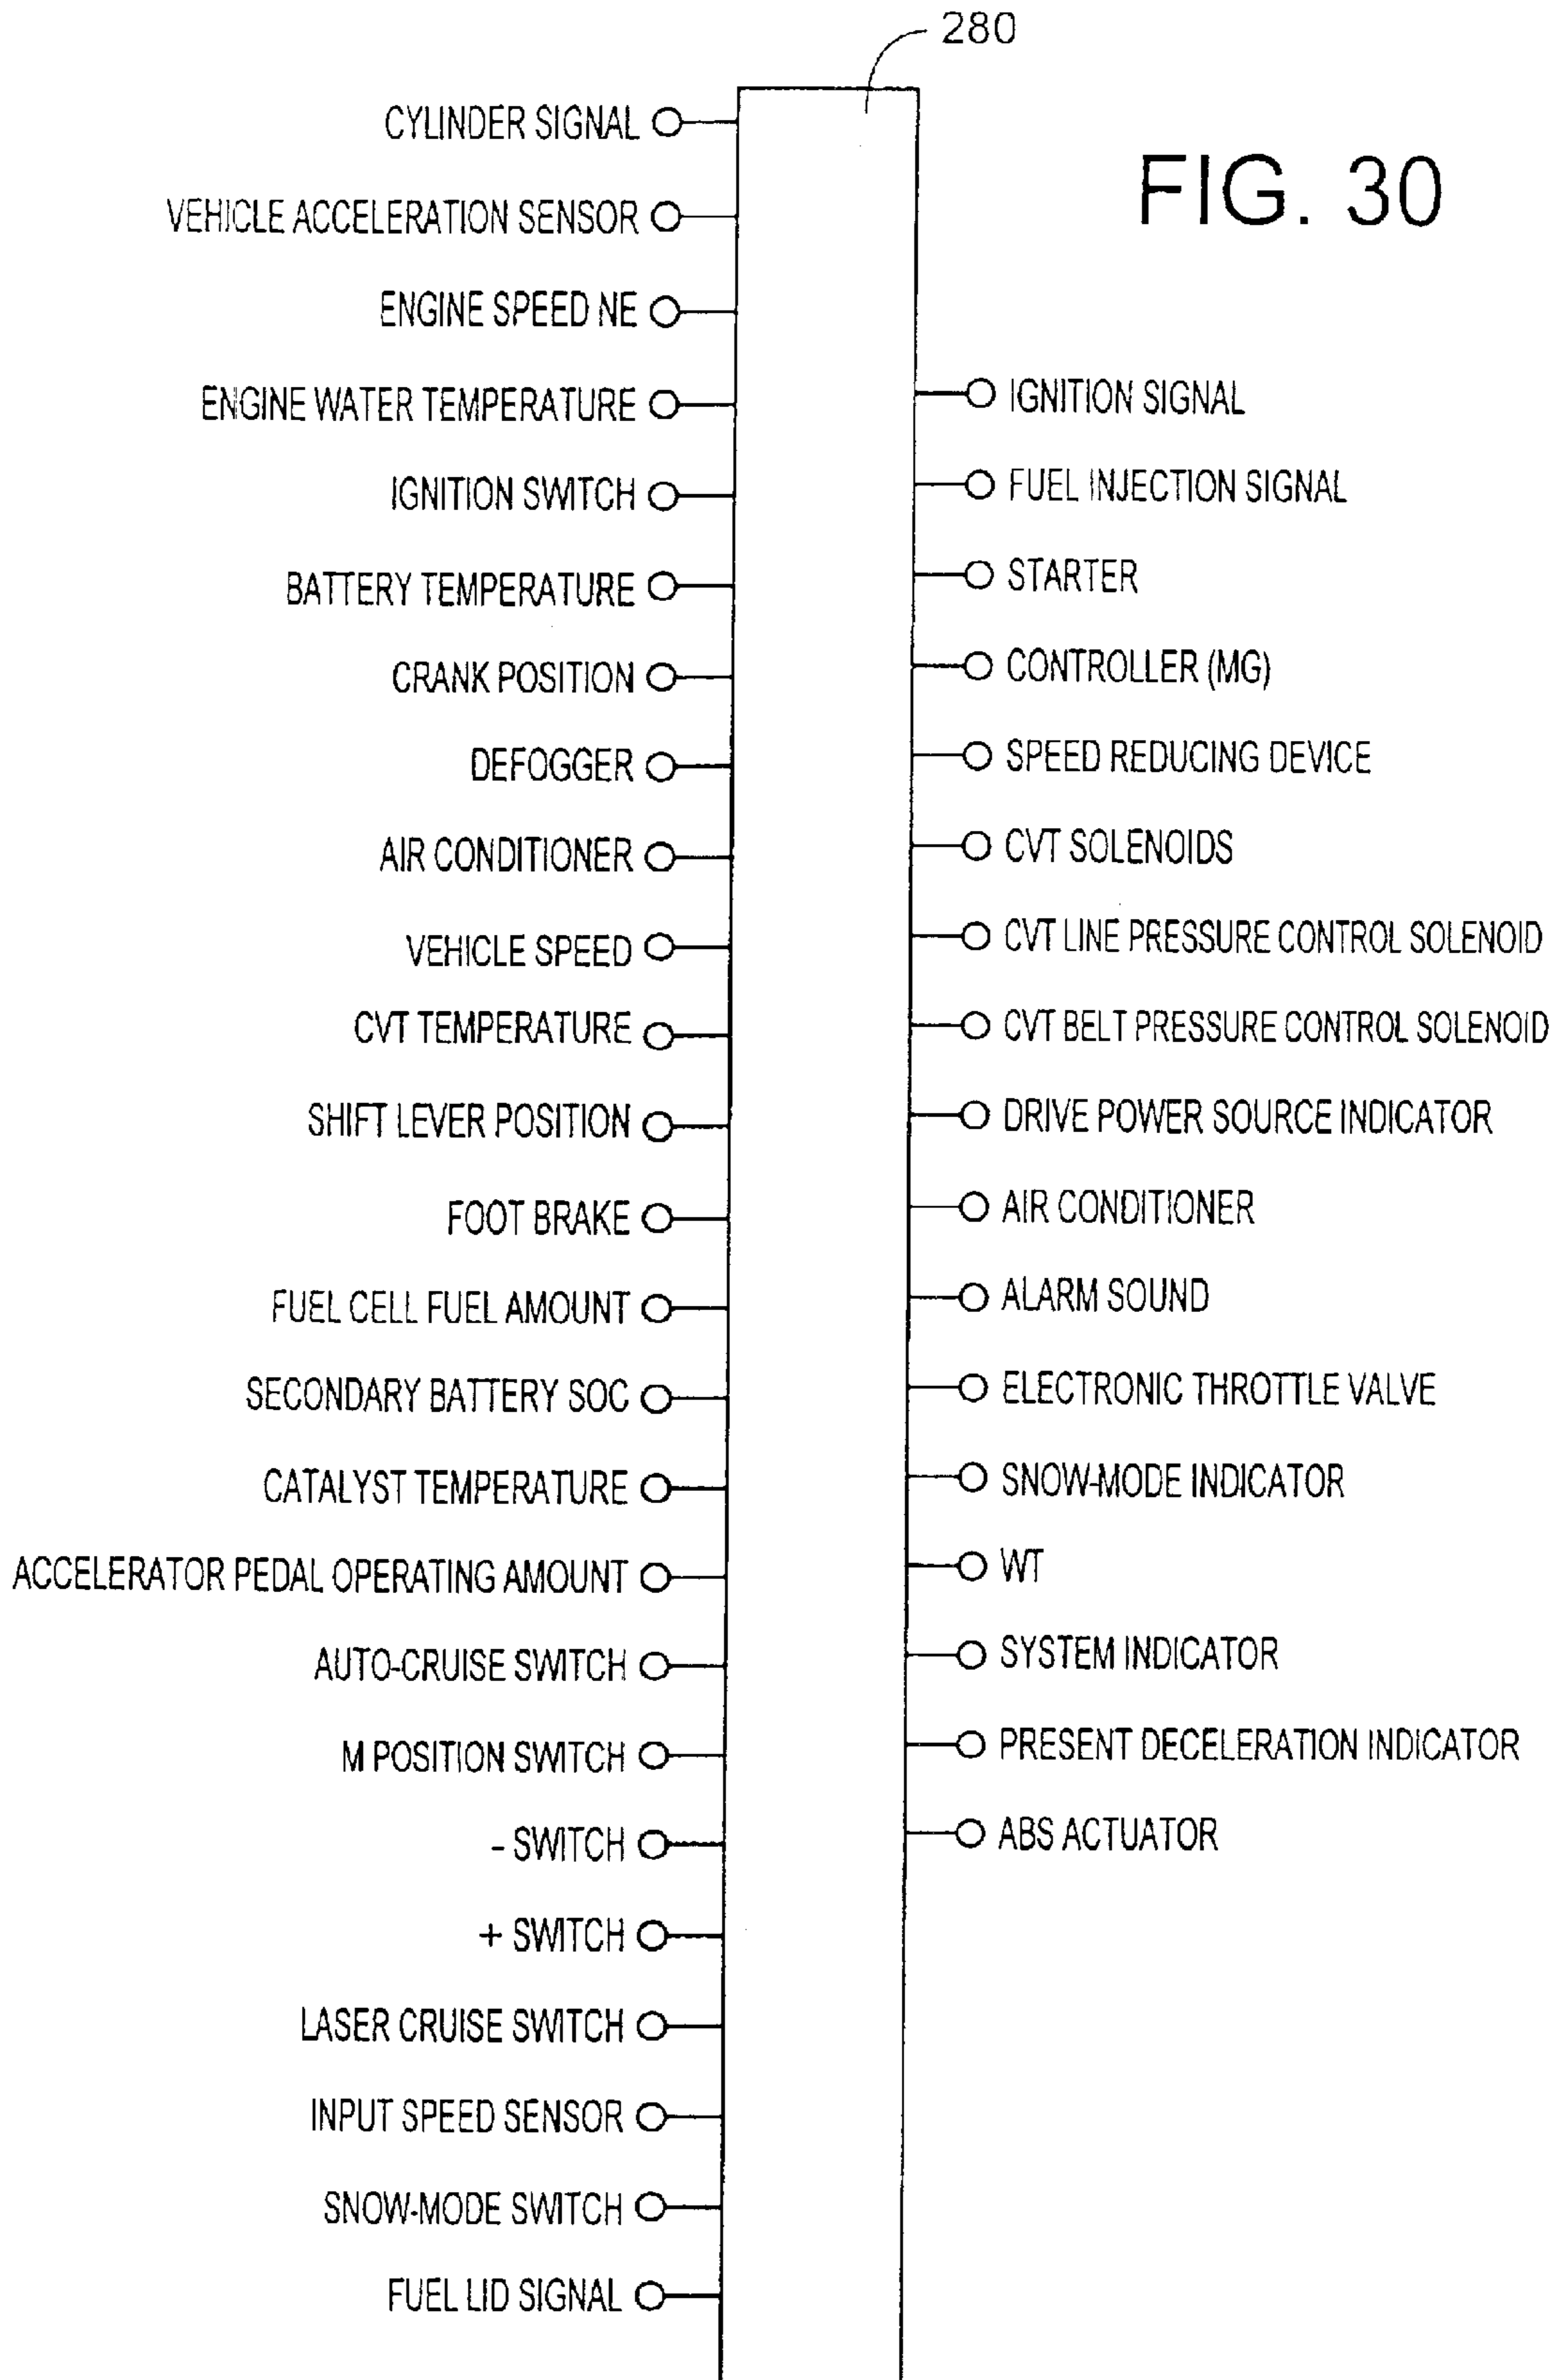 280
FIG. 30
CYLINDER SIGNAL
VEHICLE ACCELERATION SENSOR
ENGINE SPEED NE
ENGINE WATER TEMPERATURE
IGNITION SWITCH
BATTERY TEMPERATURE
CRANK POSITION
DEFOGGER
AIR CONDITIONER
VEHICLE SPEED
CVT TEMPERATURE
SHIFT LEVER POSITION
FOOT BRAKE
FUEL CELL FUEL AMOUNT
SECONDARY BATTERY SOC
CATALYST TEMPERATURE
ACCELERATOR PEDAL OPERATING AMOUNT
AUTO-CRUISE SWITCH
M POSITION SWITCH
– SWITCH
+ SWITCH
LASER CRUISE SWITCH
INPUT SPEED SENSOR
SNOW-MODE SWITCH
FUEL LID SIGNAL
IGNITION SIGNAL
FUEL INJECTION SIGNAL
STARTER
CONTROLLER (MG)
SPEED REDUCING DEVICE
CVT SOLENOIDS
CVT LINE PRESSURE CONTROL SOLENOID
CVT BELT PRESSURE CONTROL SOLENOID
DRIVE POWER SOURCE INDICATOR
AIR CONDITIONER
ALARM SOUND
ELECTRONIC THROTTLE VALVE
SNOW-MODE INDICATOR
WT
SYSTEM INDICATOR
PRESENT DECELERATION INDICATOR
ABS ACTUATOR